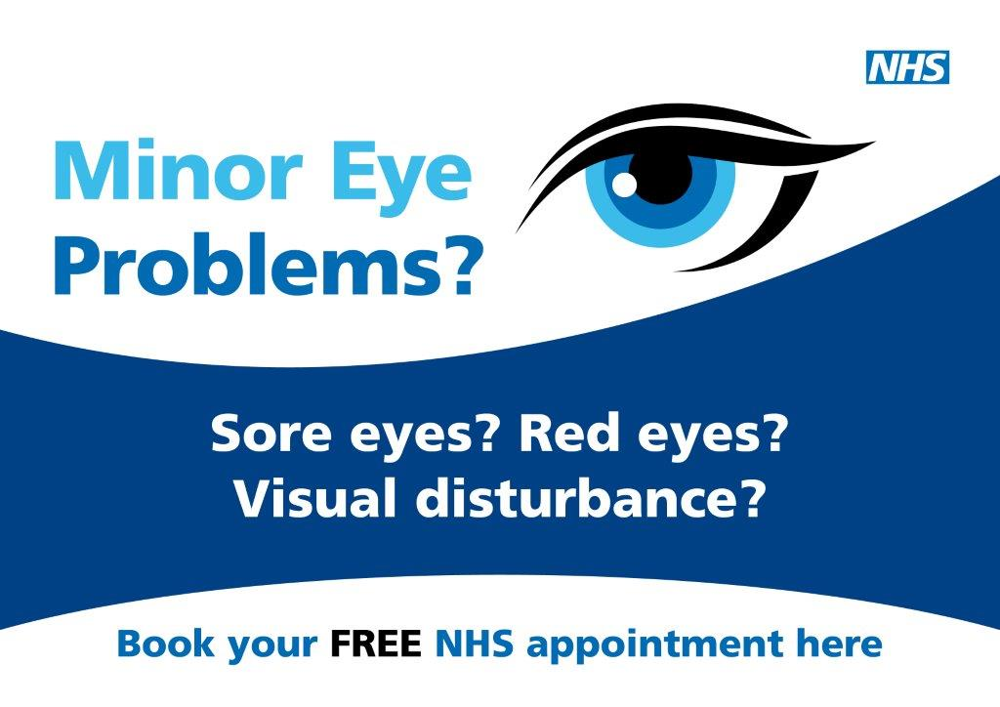 NHS
Minor Eye
Problems?
Sore eyes? Red eyes?
Visual disturbance?
Book your FREE NHS appointment here